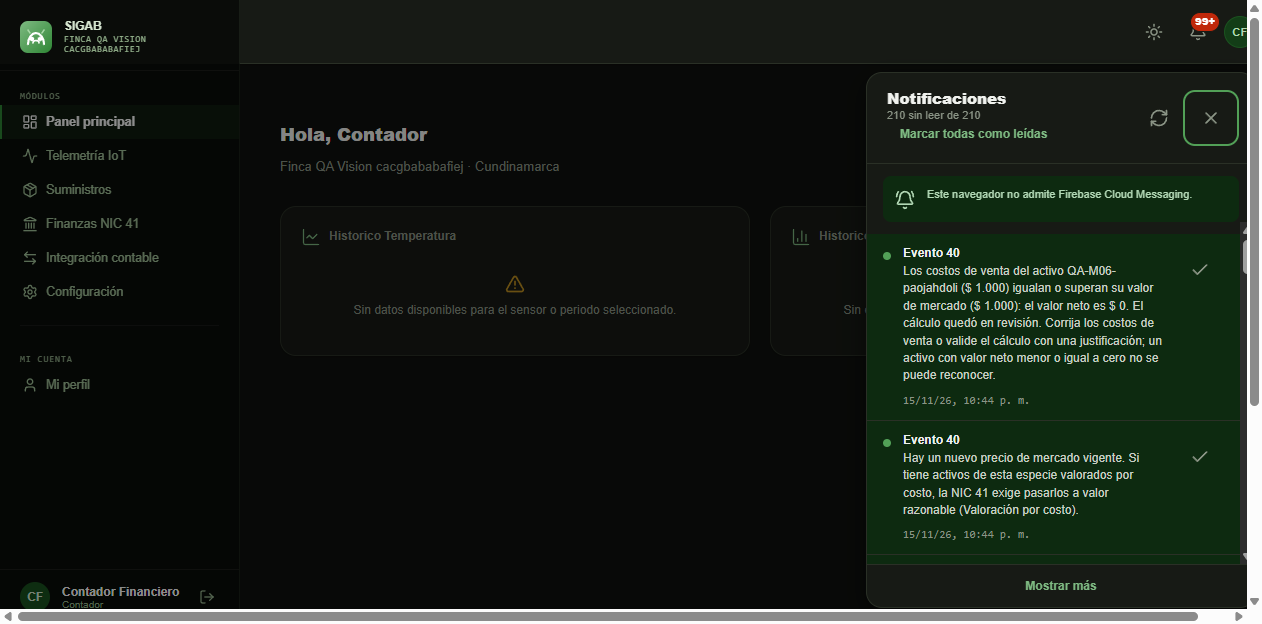 SIGAB
FINCA QA VISION
CACGBABABAFIEJ
99+
CF
MÓDULOS
Panel principal
Telemetría IoT
Suministros
Finanzas NIC 41
Integración contable
Configuración
MI CUENTA
Mi perfil
CF
Contador Financiero
Contador
Hola, Contador
Finca QA Vision cacgbababafiej · Cundinamarca
Historico Temperatura
Sin datos disponibles para el sensor o periodo seleccionado.
Historic
Sin
Notificaciones
210 sin leer de 210
Marcar todas como leídas
Este navegador no admite Firebase Cloud Messaging.
Evento 40
Los costos de venta del activo QA-M06-
paojahdoli ($ 1.000) igualan o superan su valor
de mercado ($ 1.000): el valor neto es $ 0. El
cálculo quedó en revisión. Corrija los costos de
venta o valide el cálculo con una justificación; un
activo con valor neto menor o igual a cero no se
puede reconocer.
15/11/26, 10:44 p. m.
Evento 40
Hay un nuevo precio de mercado vigente. Si
tiene activos de esta especie valorados por
costo, la NIC 41 exige pasarlos a valor
razonable (Valoración por costo).
15/11/26, 10:44 p. m.
Mostrar más